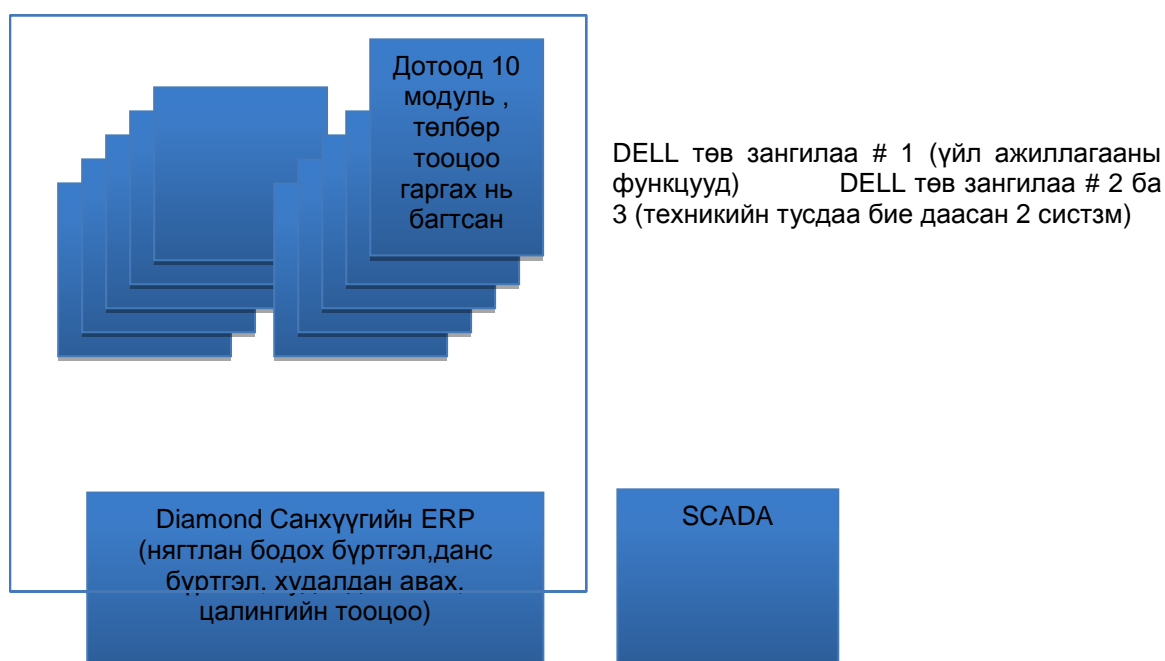 Дотоод 10
модуль ,
төлбөр
тооцоо
гаргах нь
багтсан
DELL төв зангилаа # 1 (үйл ажиллагааны
функцууд) DELL төв зангилаа # 2 ба
3 (техникийн тусдаа бие даасан 2 системзм)
Diamond Санхүүгийн ERP
(нягтлан бодох бүртгэл,данс
бүртгэл, худалдан авах,
цалингийн тооцоо)
SCADA